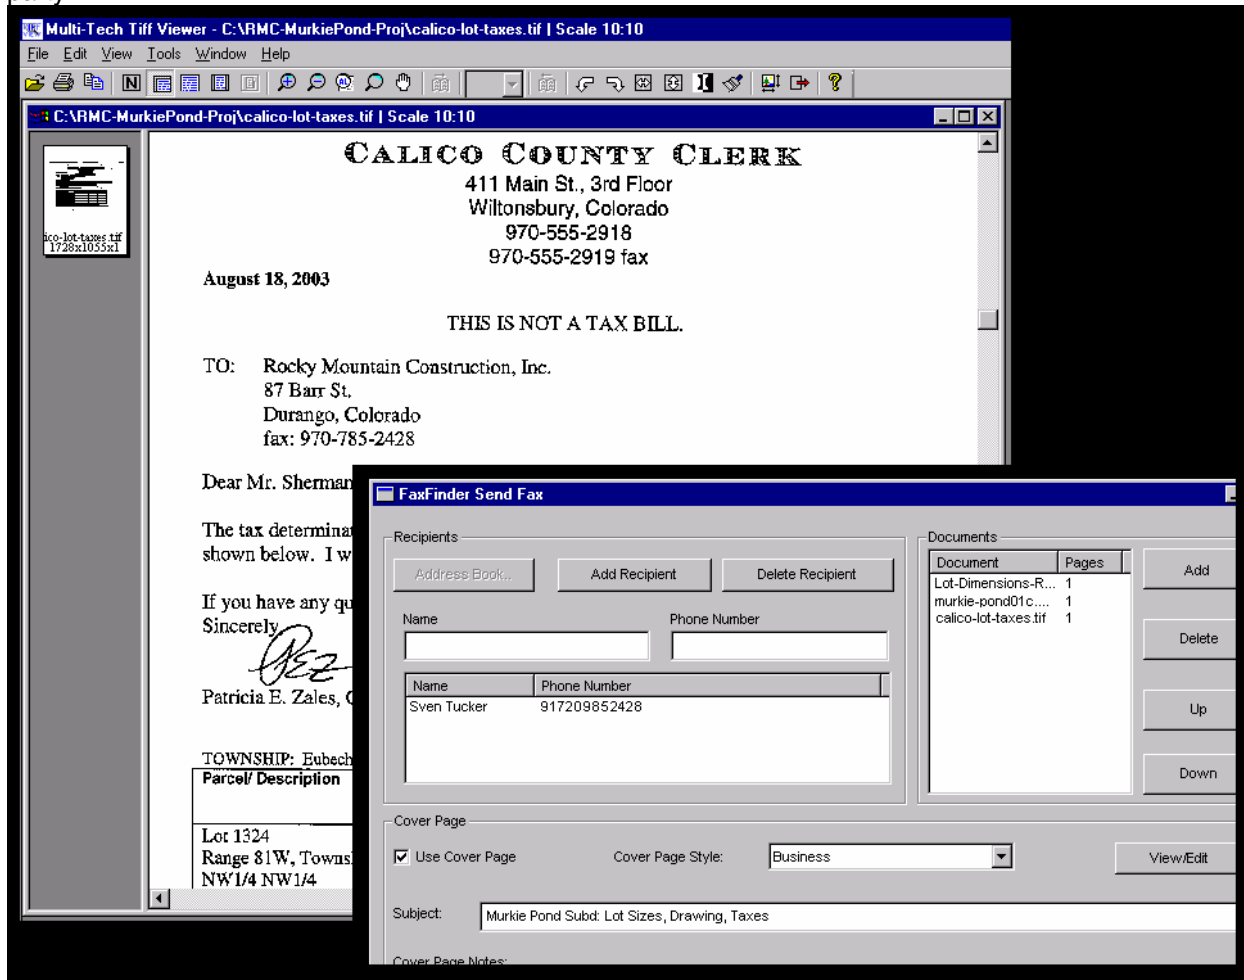 party
Multi-Tech Tiff Viewer - C:\RMC-MurkiePond-Proj\calico-lot-taxes.tif | Scale 10:10
File Edit View Tools Window Help
C:\RMC-MurkiePond-Proj\calico-lot-taxes.tif | Scale 10:10
ico-lot-taxes.tif
1728x1055x1
CALICO COUNTY CLERK
411 Main St., 3rd Floor
Wiltonsbury, Colorado
970-555-2918
970-555-2919 fax
August 18, 2003
THIS IS NOT A TAX BILL.
TO: Rocky Mountain Construction, Inc.
87 Barr St.
Durango, Colorado
fax: 970-785-2428
Dear Mr. Sherman
The tax determinat
shown below. I w
If you have any qu
Sincerely,
PEZ
Patricia E. Zales, C
TOWNSHIP: Eubech
Parcel/ Description
Lot 1324
Range 81W, Towns
NW1/4 NW1/4
FaxFinder Send Fax
Recipients
Address Book.. Add Recipient Delete Recipient
Name Phone Number
Name Phone Number
Sven Tucker 917209852428
Documents
Document Pages
Lot-Dimensions-R... 1
murkie-pond01c.... 1
calico-lot-taxes.tif 1
Add
Delete
Up
Down
Cover Page
Use Cover Page Cover Page Style: Business View/Edit
Subject: Murkie Pond Subd: Lot Sizes, Drawing, Taxes
Cover Page Notes: